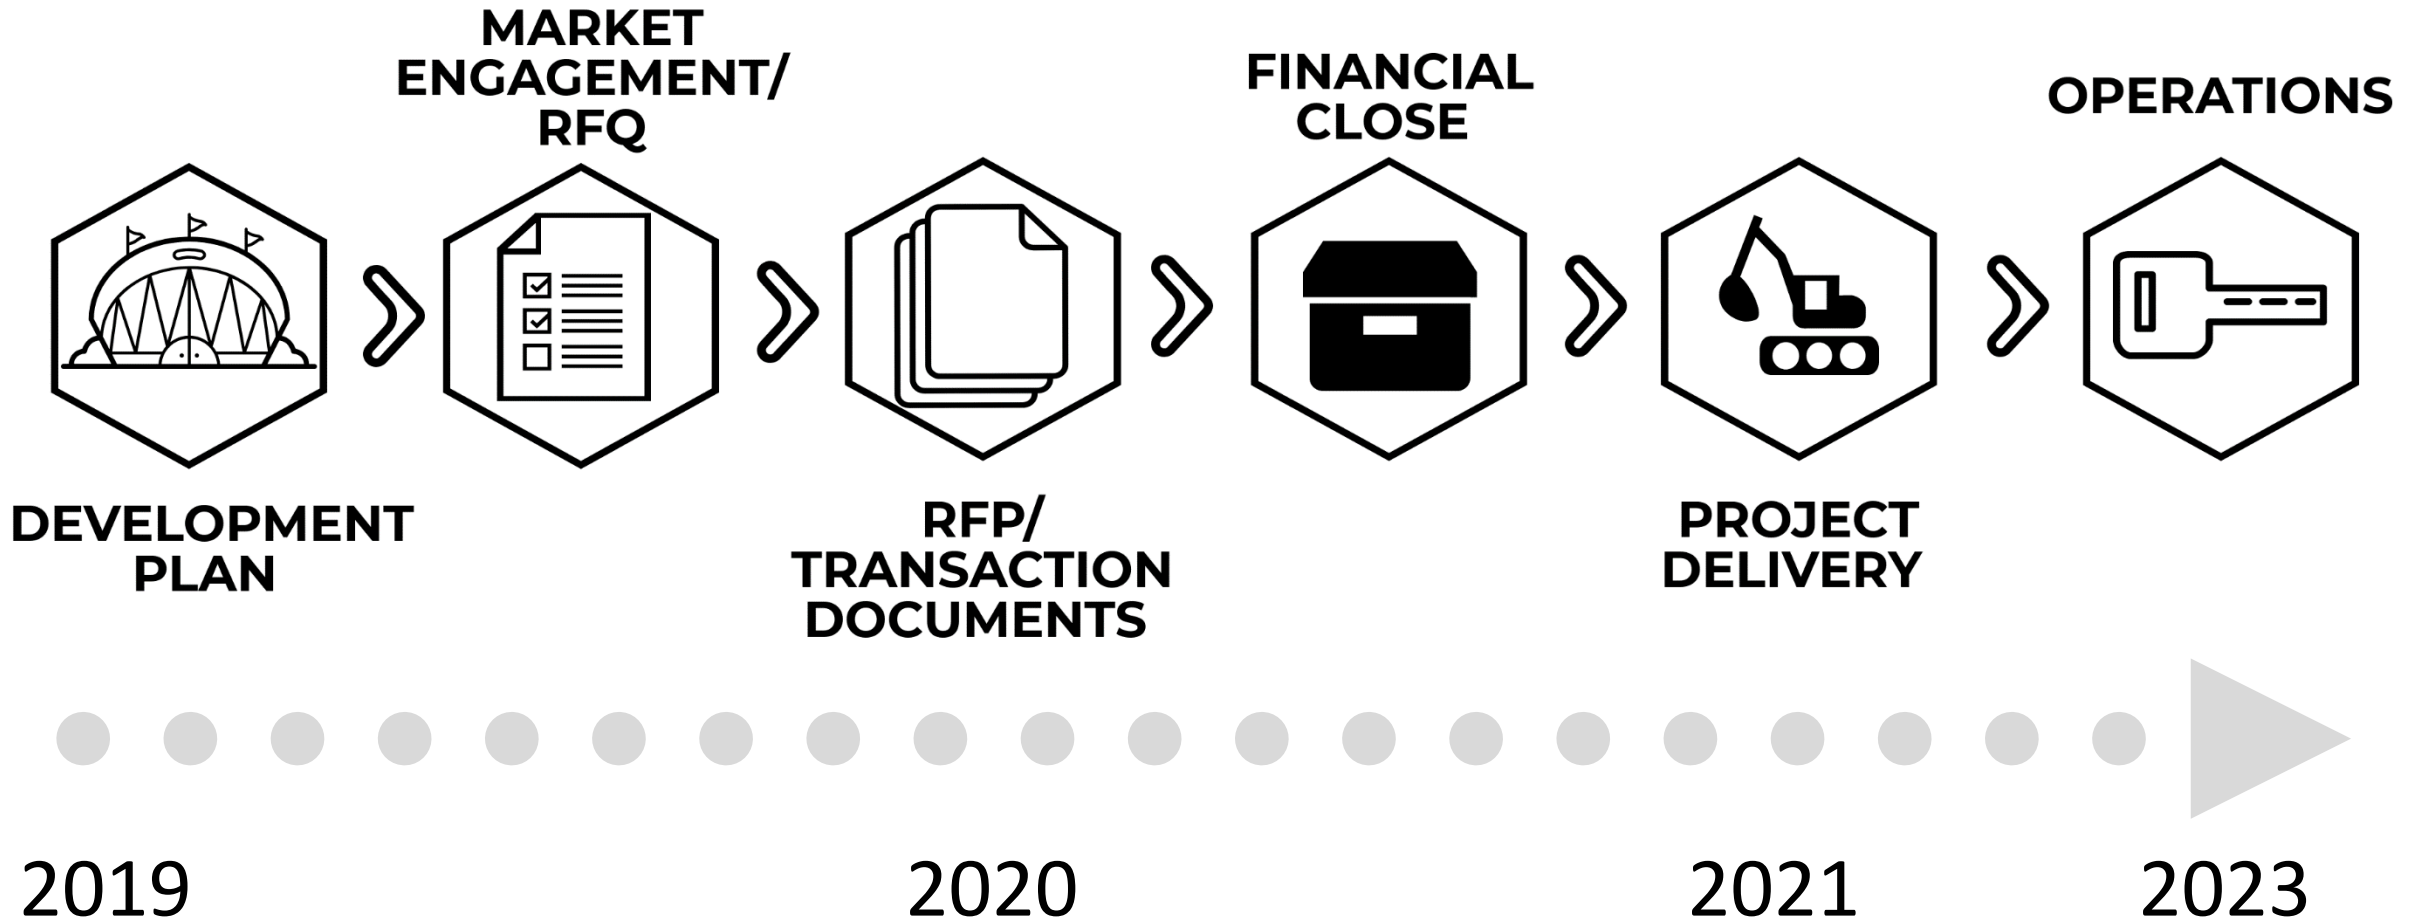 MARKET
ENGAGEMENT/
RFQ
FINANCIAL
CLOSE
OPERATIONS
DEVELOPMENT
PLAN
RFP/
TRANSACTION
DOCUMENTS
PROJECT
DELIVERY
2019
2020
2021
2023